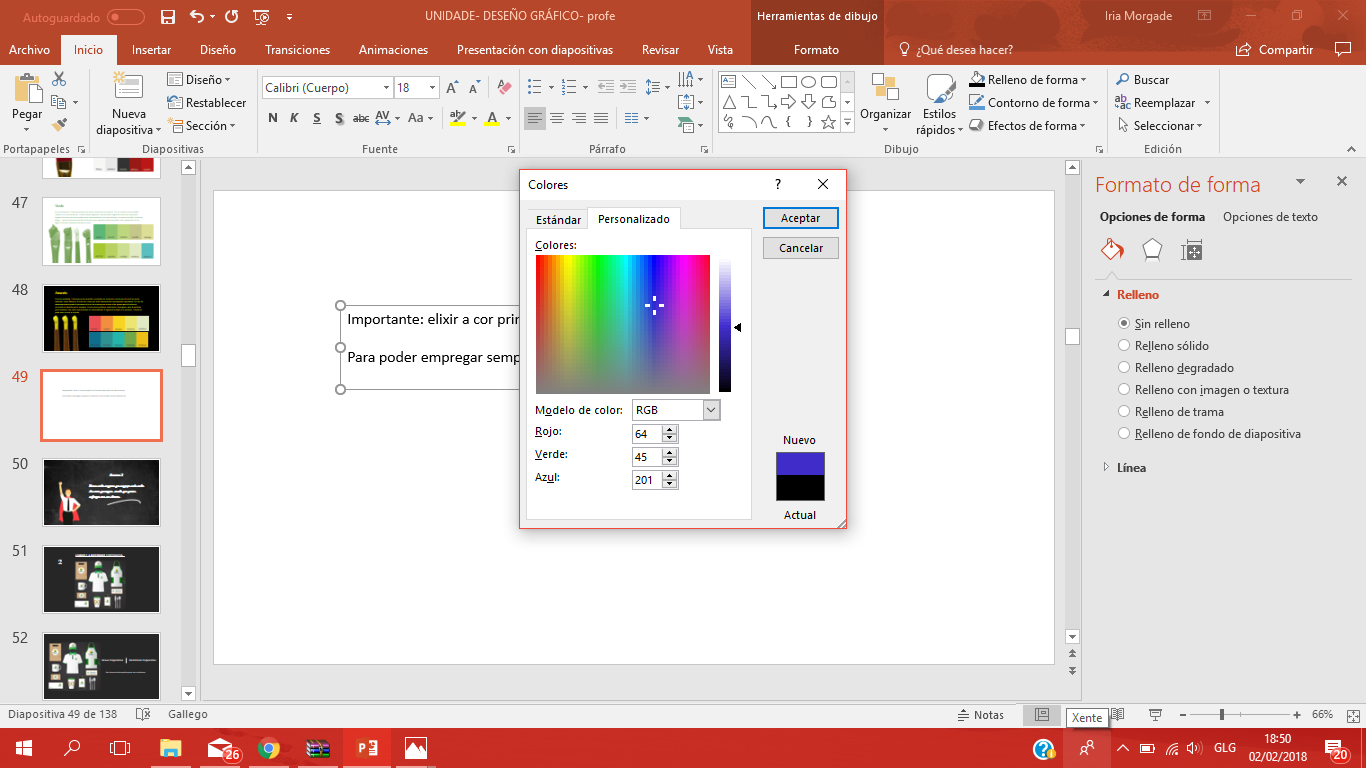 Autoguardado
UNIDADE- DESEÑO GRÁFICO- profe
Herramientas de dibujo
Iria Morgade
Archivo Inicio Insertar Diseño Transiciones Animaciones Presentación con diapositivas Revisar Vista Formato ¿Qué desea hacer? Compartir
Pegar
Nueva diapositiva
Diseño
Restablecer
Sección
Calibri (Cuerpo) 18
N K S S abc AV Aa
Organizar
Estilos rápidos
Relleno de forma
Contorno de forma
Efectos de forma
Buscar
Reemplazar
Seleccionar
Portapapeles Diapositivas Fuente Párrafo Dibujo Edición
47
48
49
50
51
52
Importante: elixir a cor prin
Para poder empregar semp
Colores
?
Estándar Personalizado
Aceptar
Cancelar
Colores:
Modelo de color: RGB
Rojo: 64
Verde: 45
Azul: 201
Nuevo
Actual
Formato de forma
Opciones de forma Opciones de texto
Relleno
Sin relleno
Relleno sólido
Relleno degradado
Relleno con imagen o textura
Relleno de trama
Relleno de fondo de diapositiva
Línea
Diapositiva 49 de 138 Gallego
Notas
66%
Xente
26
GLG
18:50
02/02/2018
20